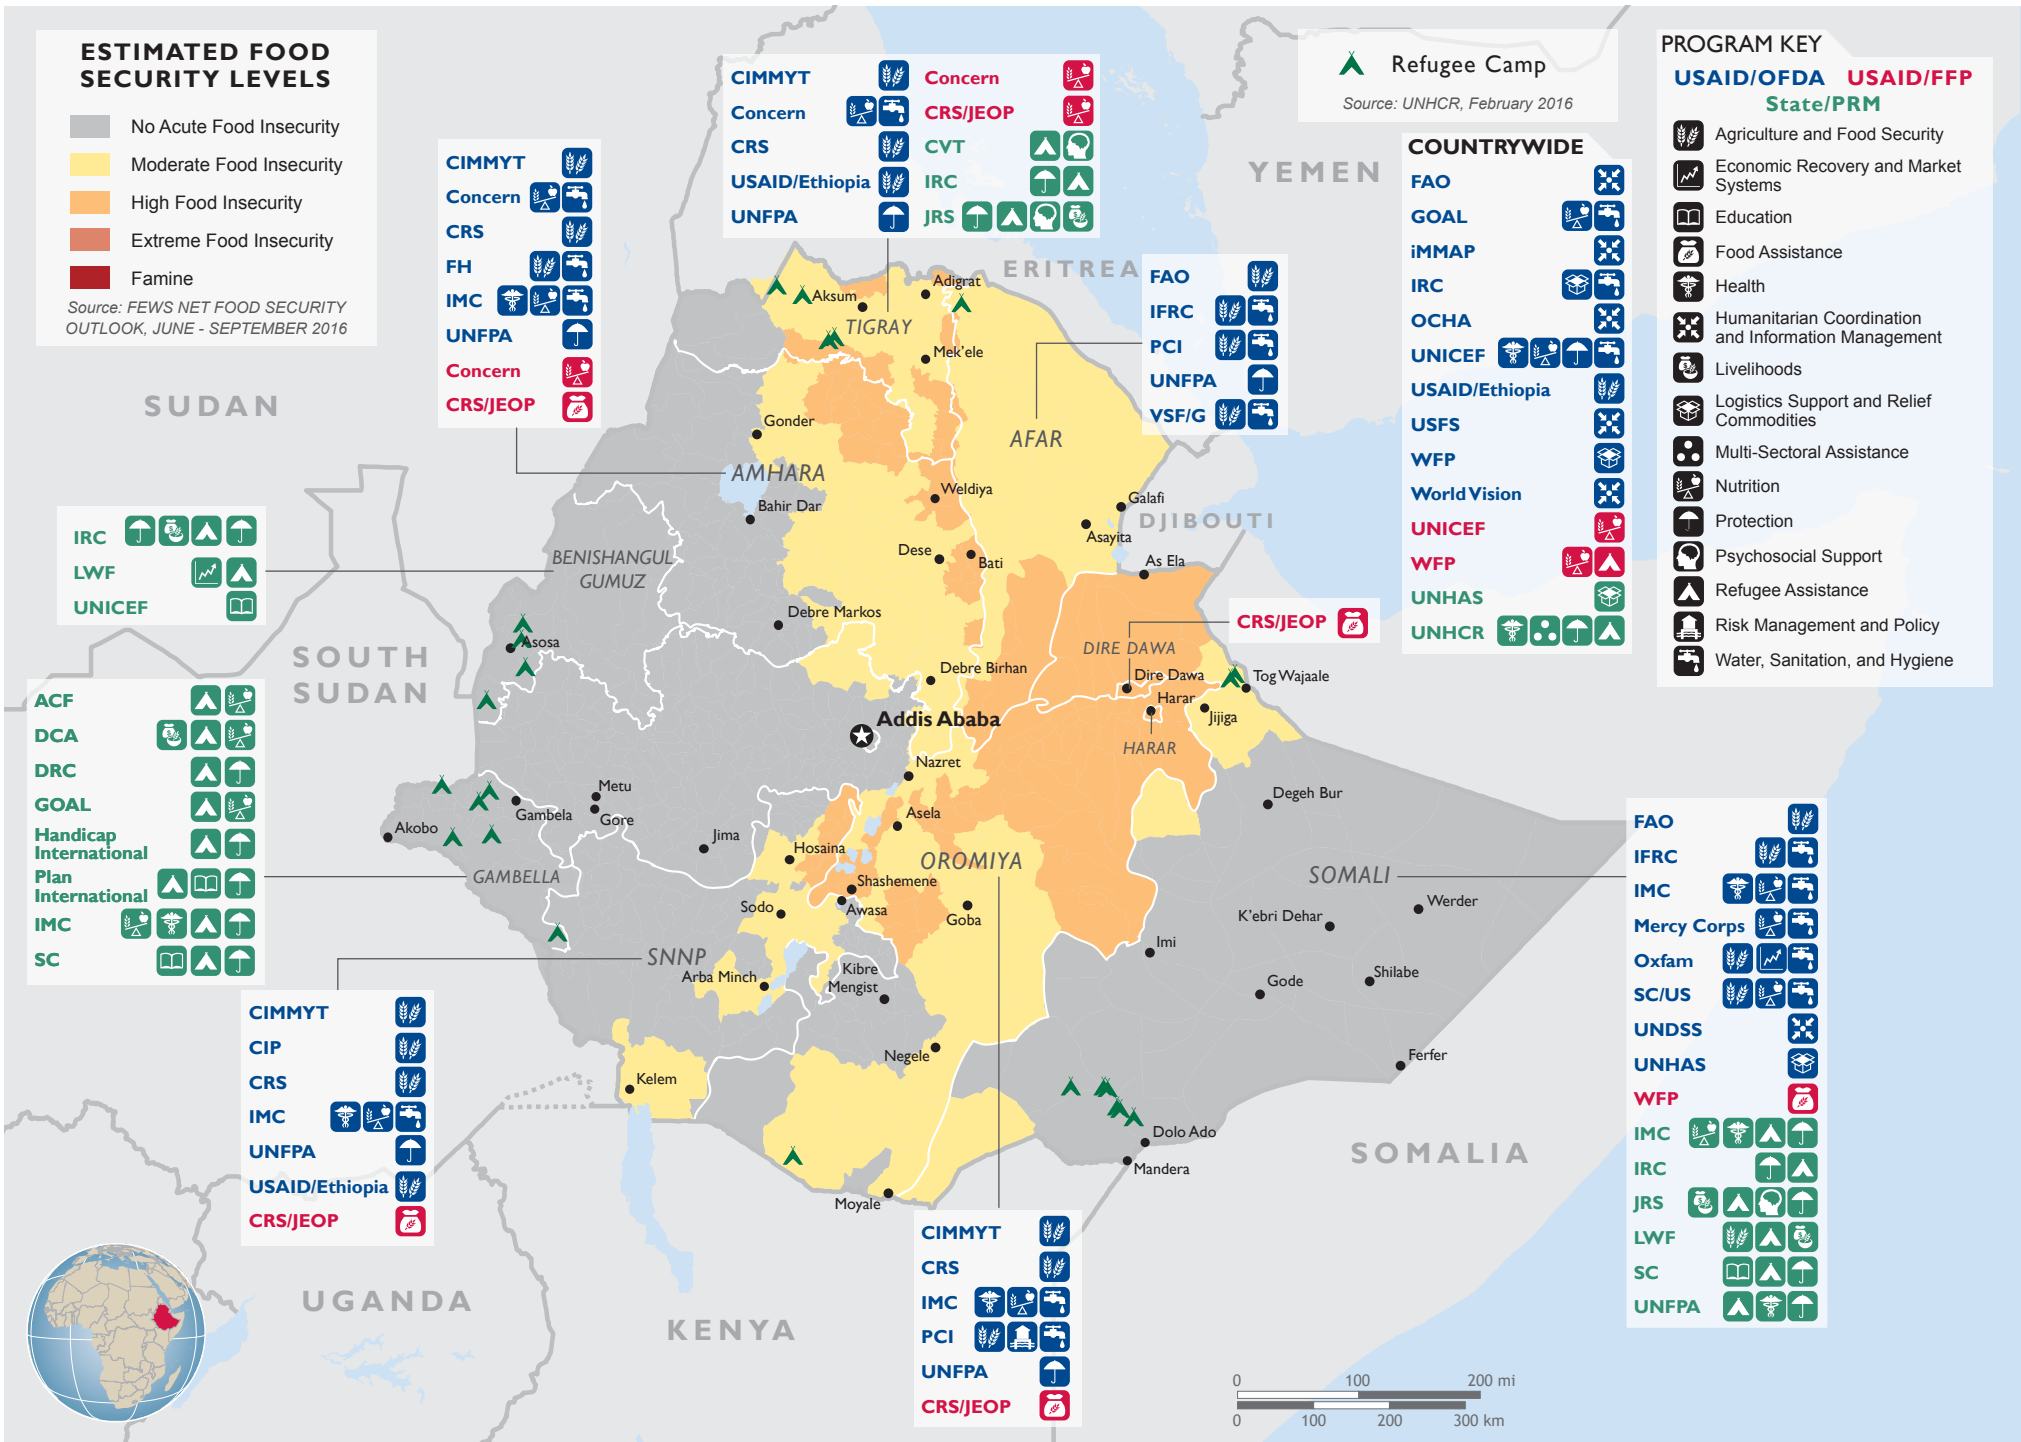 ESTIMATED FOOD
SECURITY LEVELS
No Acute Food Insecurity
Moderate Food Insecurity
High Food Insecurity
Extreme Food Insecurity
Famine
Source: FEWS NET FOOD SECURITY
OUTLOOK, JUNE - SEPTEMBER 2016
CIMMYT
Concern
CRS
FH
IMC
UNFPA
Concern
CRS/JEOP
CIMMYT
Concern
CRS
USAID/Ethiopia
UNFPA
Concern
CRS/JEOP
CVT
IRC
JRS
Refugee Camp
Source: UNHCR, February 2016
PROGRAM KEY
USAID/OFDA USAID/FFP
State/PRM
Agriculture and Food Security
Economic Recovery and Market
Systems
Education
Food Assistance
Health
Humanitarian Coordination
and Information Management
Livelihoods
Logistics Support and Relief
Commodities
Multi-Sectoral Assistance
Nutrition
Protection
Psychosocial Support
Refugee Assistance
Risk Management and Policy
Water, Sanitation, and Hygiene
COUNTRYWIDE
FAO
GOAL
iMMAP
IRC
OCHA
UNICEF
USAID/Ethiopia
USFS
WFP
World Vision
UNICEF
WFP
UNHAS
UNHCR
FAO
IFRC
PCI
UNFPA
VSF/G
CRS/JEOP
IRC
LWF
UNICEF
ACF
DCA
DRC
GOAL
Handicap
International
Plan
International
IMC
SC
CIMMYT
CIP
CRS
IMC
UNFPA
USAID/Ethiopia
CRS/JEOP
CIMMYT
CRS
IMC
PCI
UNFPA
CRS/JEOP
FAO
IFRC
IMC
Mercy Corps
Oxfam
SC/US
UNDSS
UNHAS
WFP
IMC
IRC
JRS
LWF
SC
UNFPA
YEMEN
ERITREA
SUDAN
DJIBOUTI
SOUTH
SUDAN
SOMALIA
UGANDA
KENYA
TIGRAY
AFAR
AMHARA
BENISHANGUL
GUMUZ
DIRE DAWA
HARAR
OROMIYA
SOMALI
GAMBELLA
SNNP
Aksum
Adigrat
Mek'ele
Gonder
Weldiya
Galafi
Bahir Dar
Asayita
Dese
Bati
As Ela
Debre Markos
Asosa
Debre Birhan
Dire Dawa
Tog Wajaale
Harar
Jijiga
Addis Ababa
Nazret
Metu
Gore
Gambela
Akobo
Jima
Asela
Degeh Bur
Hosaina
Shashemene
Awasa
Sodo
Goba
K'ebri Dehar
Werder
Imi
Shilabe
Gode
Arba Minch
Kibre
Mengist
Negele
Ferfer
Kelem
Dolo Ado
Mandera
Moyale
0 100 200 mi
0 100 200 300 km